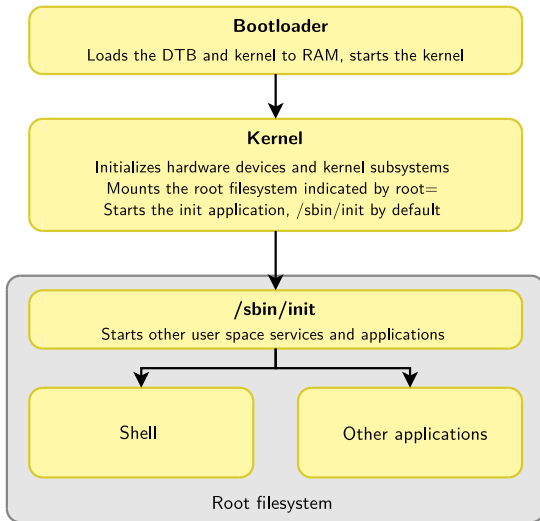 Bootloader
Loads the DTB and kernel to RAM, starts the kernel
Kernel
Initializes hardware devices and kernel subsystems
Mounts the root filesystem indicated by root=
Starts the init application, /sbin/init by default
/sbin/init
Starts other user space services and applications
Shell
Other applications
Root filesystem